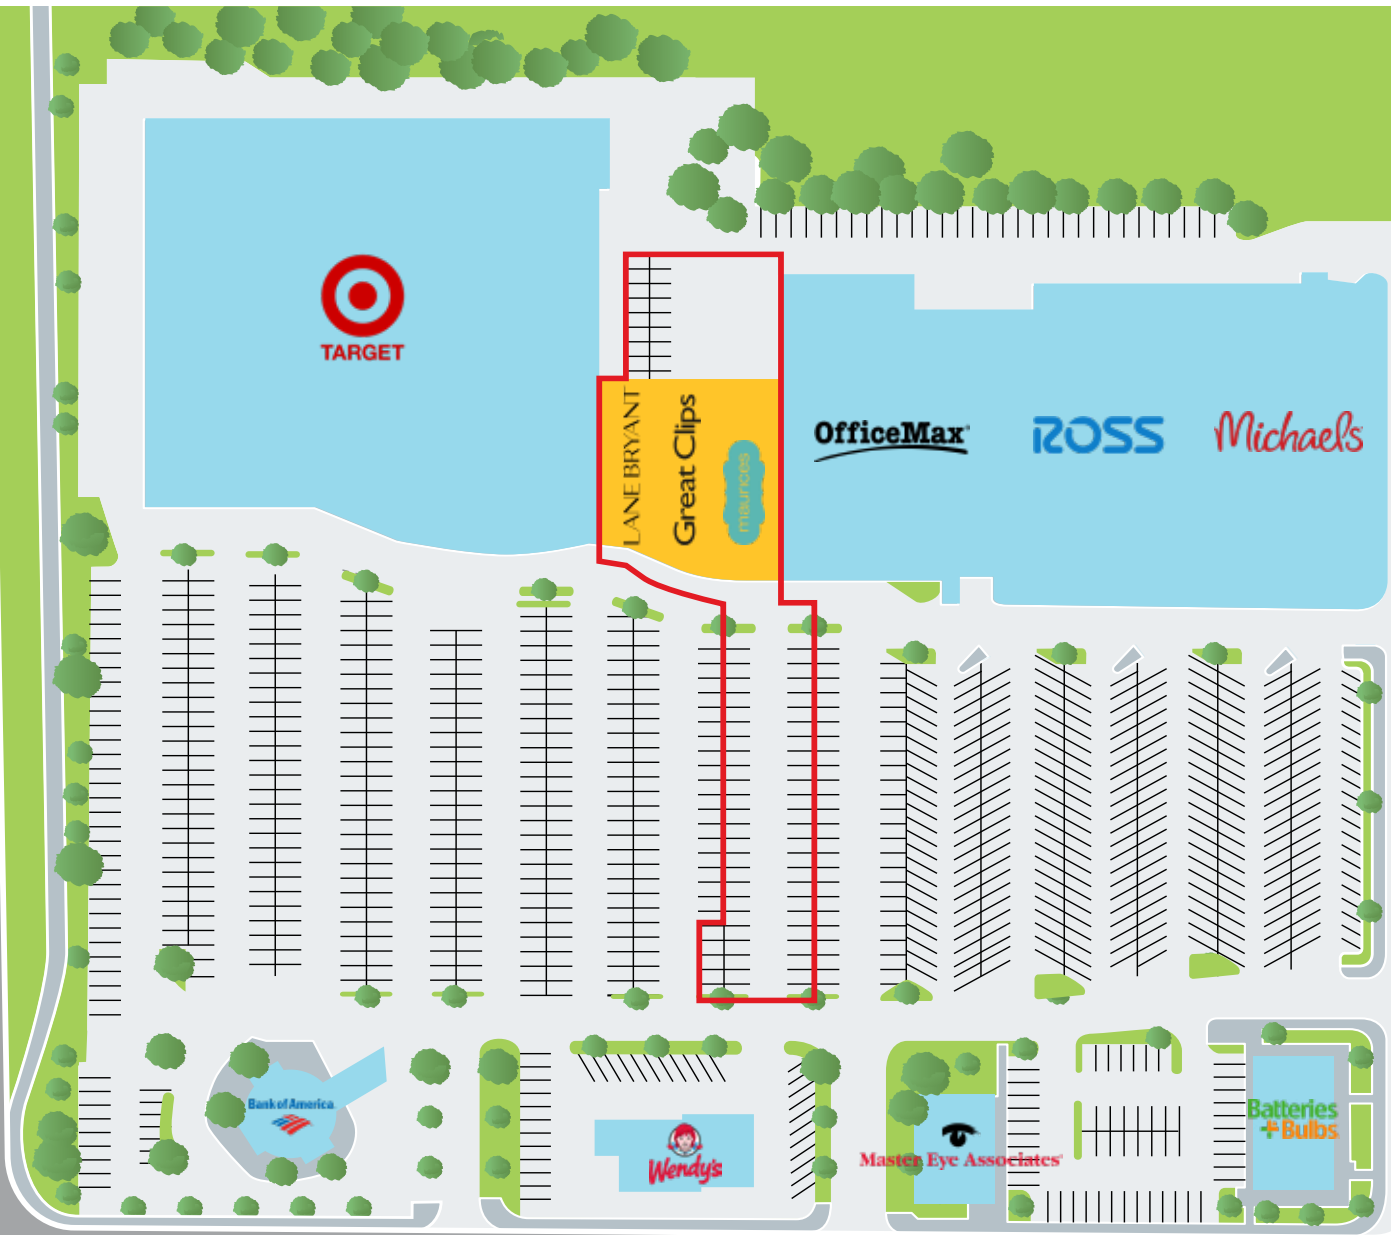 TARGET
LANE BRYANT
Great Clips
maurices
OfficeMax®
ROSS
Michaels
Bank of America
Wendy's
Master Eye Associates
Batteries
+Bulbs